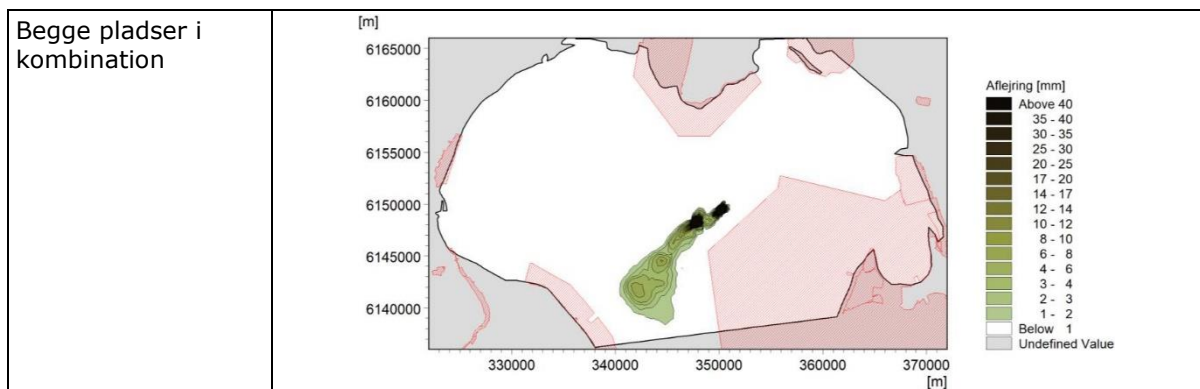 Begge pladser i
kombination
[m]
6165000
6160000
6155000
6150000
6145000
6140000
330000 340000 350000 360000 370000
[m]
Aflejring [mm]
Above 40
35 - 40
30 - 35
25 - 30
20 - 25
17 - 20
14 - 17
12 - 14
10 - 12
8 - 10
6 - 8
4 - 6
3 - 4
2 - 3
1 - 2
Below 1
Undefined Value